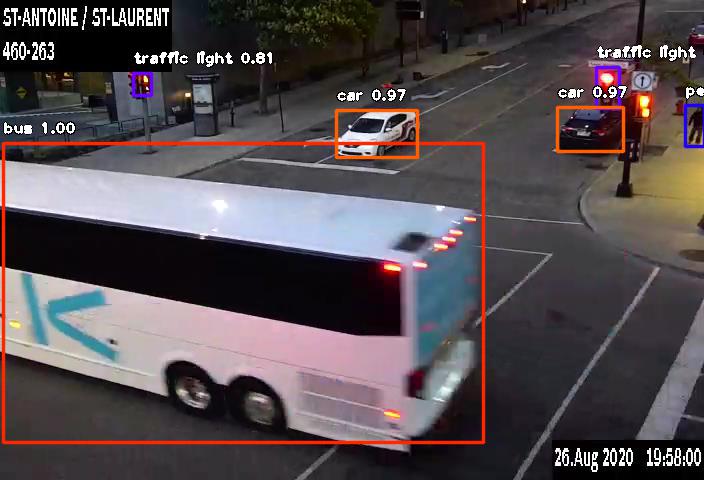 ST-ANTOINE / ST-LAURENT
460-263
traffic light 0.81
traffic light
car 0.97
car 0.97
pe
bus 1.00
K
26.Aug 2020 19:58:00